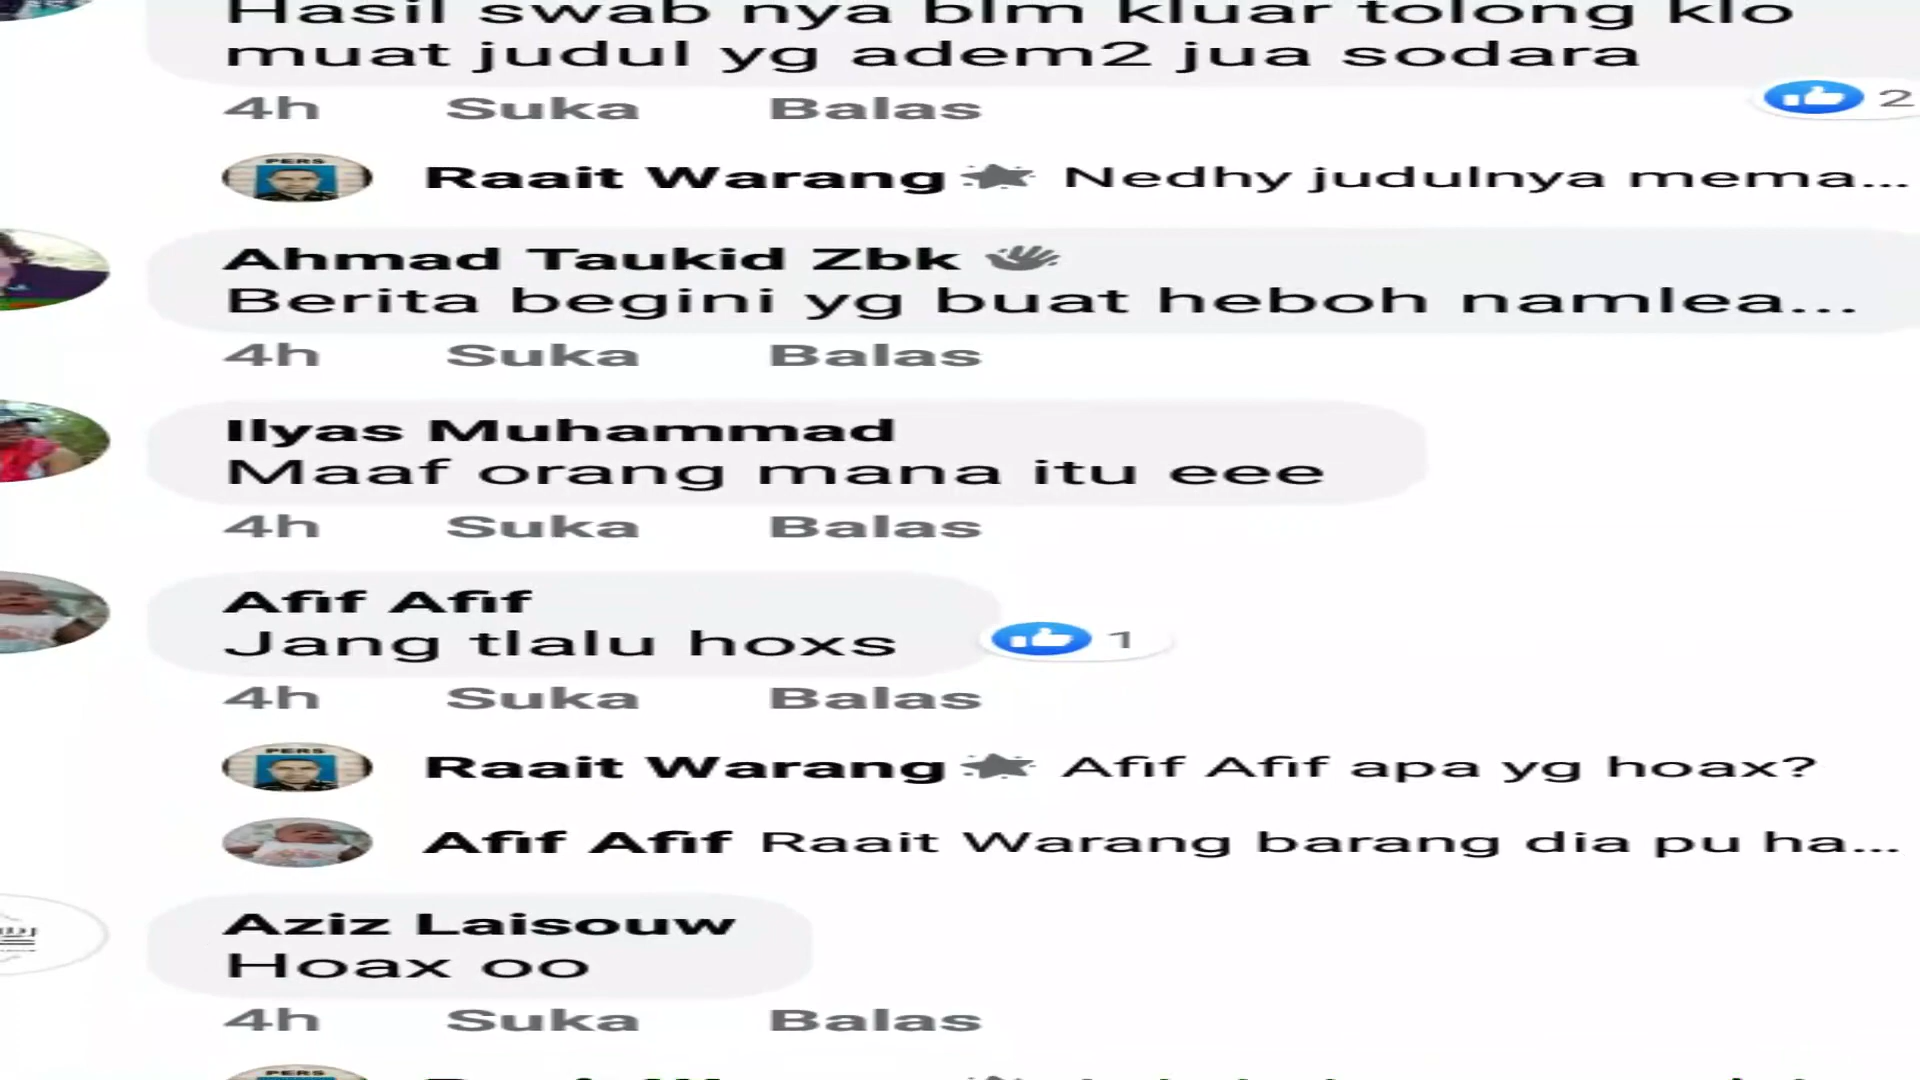 Hasil swab nya blm kluar tolong klo
muat judul yg adem2 jua sodara
4h Suka Balas 2
PERS
Raait Warang Nedhy judulnya mema...
Ahmad Taukid Zbk
Berita begini yg buat heboh namlea...
4h Suka Balas
Ilyas Muhammad
Maaf orang mana itu eee
4h Suka Balas
Afif Afif
Jang tlalu hoxs 1
4h Suka Balas
PERS
Raait Warang Afif Afif apa yg hoax?
Afif Afif Raait Warang barang dia pu ha...
Aziz Laisouw
Hoax oo
4h Suka Balas
PERS